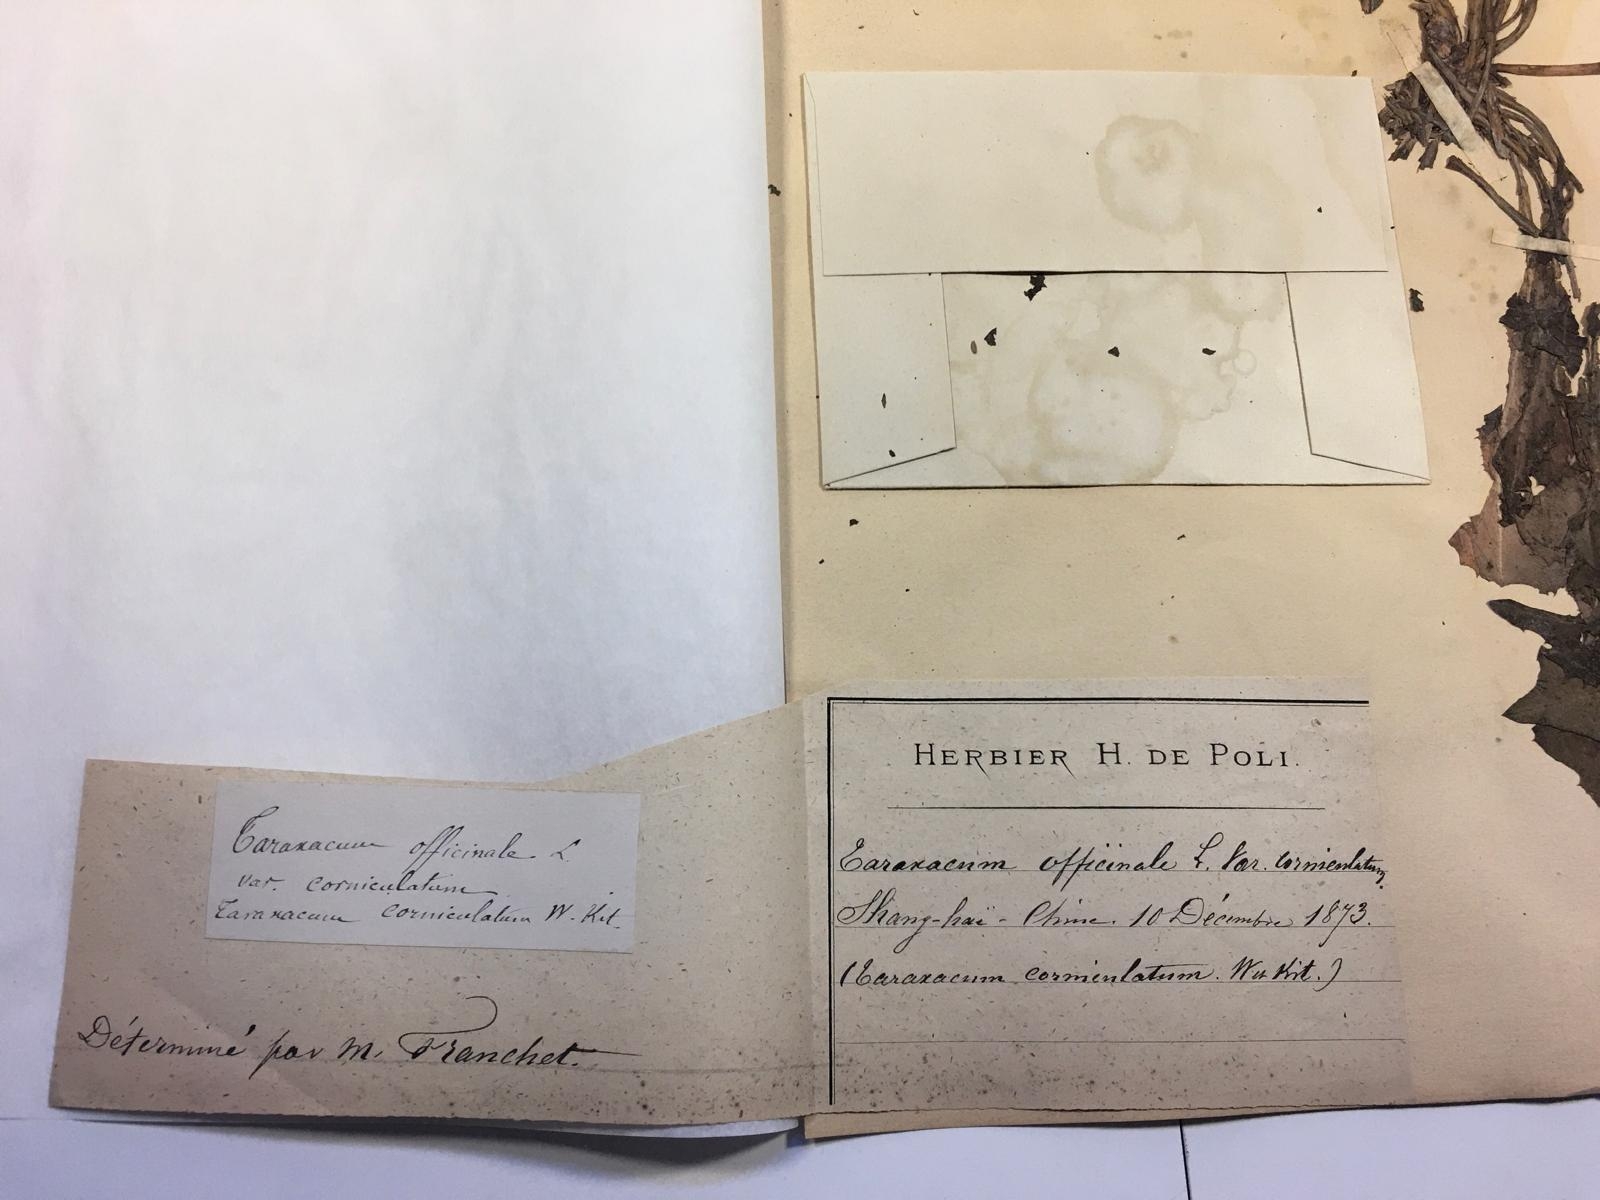 Taraxacum officinale L.
var. corniculatum
Taraxacum corniculatum W. Kit.
Déterminé par M. Franchet.
HERBIER H. DE POLI.
Taraxacum officinale L. Var. corniculatum.
Shang-haï - Chine. 10 Décembre 1873.
(Taraxacum corniculatum. W et Kit.)